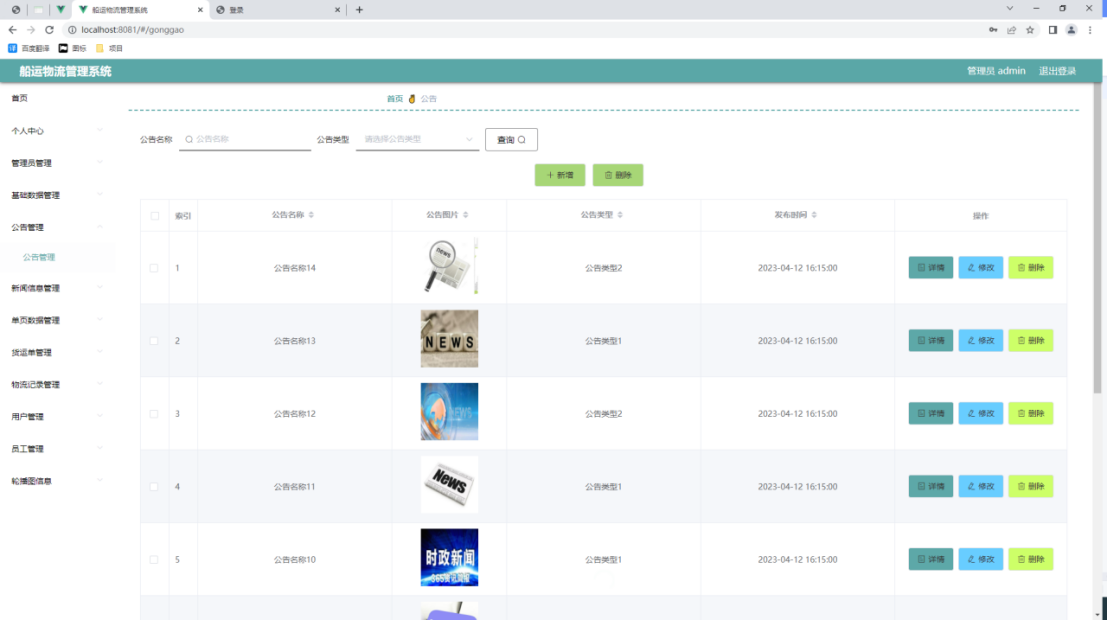 船运物流管理系统
登录
localhost:8081/#/gonggao
百度翻译 图标 项目
船运物流管理系统 管理员 admin 退出登录
首页
个人中心
管理员管理
基础数据管理
公告管理
公告管理
新闻信息管理
单页数据管理
货运单管理
物流记录管理
用户管理
员工管理
轮播图信息
首页 公告
公告名称 公告名称 公告类型 请选择公告类型 查询
新增 删除
索引 公告名称 公告图片 公告类型 发布时间 操作
1 公告名称14 news 公告类型2 2023-04-12 16:15:00 详情 修改 删除
2 公告名称13 NEWS 公告类型1 2023-04-12 16:15:00 详情 修改 删除
3 公告名称12 NEWS 公告类型2 2023-04-12 16:15:00 详情 修改 删除
4 公告名称11 News 公告类型1 2023-04-12 16:15:00 详情 修改 删除
5 公告名称10 时政新闻 公告类型1 2023-04-12 16:15:00 详情 修改 删除